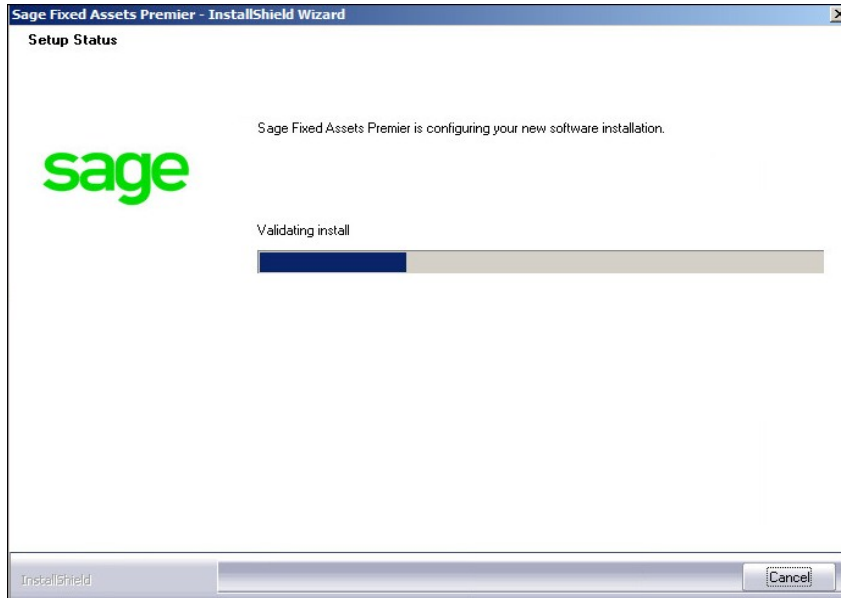 Sage Fixed Assets Premier - InstallShield Wizard
Setup Status
Sage Fixed Assets Premier is configuring your new software installation.
sage
Validating install
InstallShield
Cancel